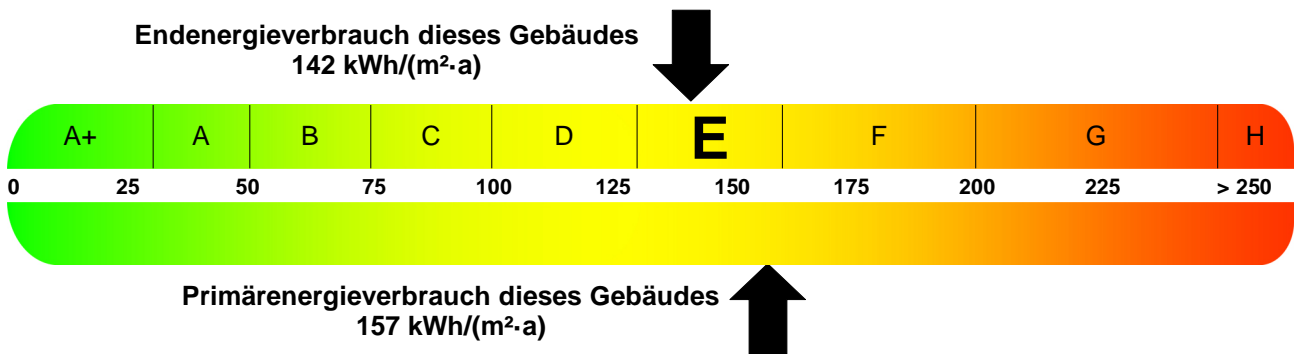 Endenergieverbrauch dieses Gebäudes
142 kWh/(m²·a)
A+ A B C D E F G H
0 25 50 75 100 125 150 175 200 225 > 250
Primärenergieverbrauch dieses Gebäudes
157 kWh/(m²·a)